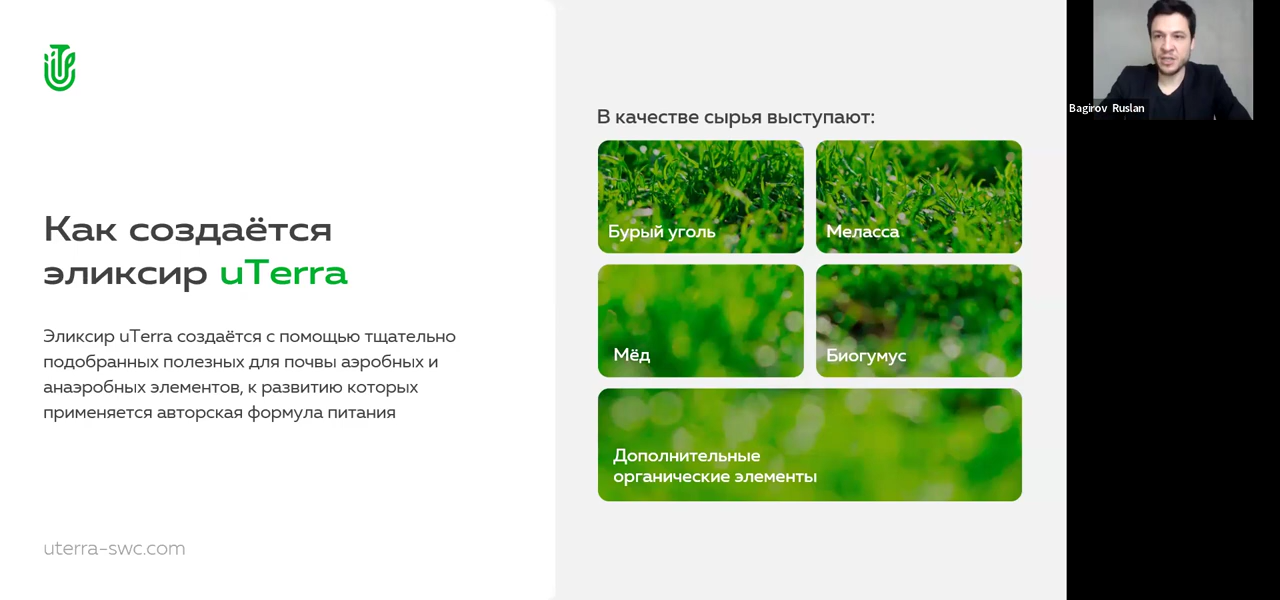 Как создаётся
эликсир uTerra
Эликсир uTerra создаётся с помощью тщательно
подобранных полезных для почвы аэробных и
анаэробных элементов, к развитию которых
применяется авторская формула питания
uterra-swc.com
В качестве сырья выступают:
Бурый уголь
Меласса
Мёд
Биогумус
Дополнительные
органические элементы
Bagirov Ruslan